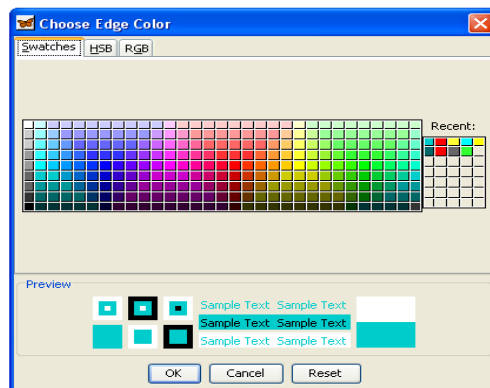 Choose Edge Color
Swatches HSB RGB
Recent:
Preview
Sample Text Sample Text
Sample Text Sample Text
Sample Text Sample Text
OK Cancel Reset